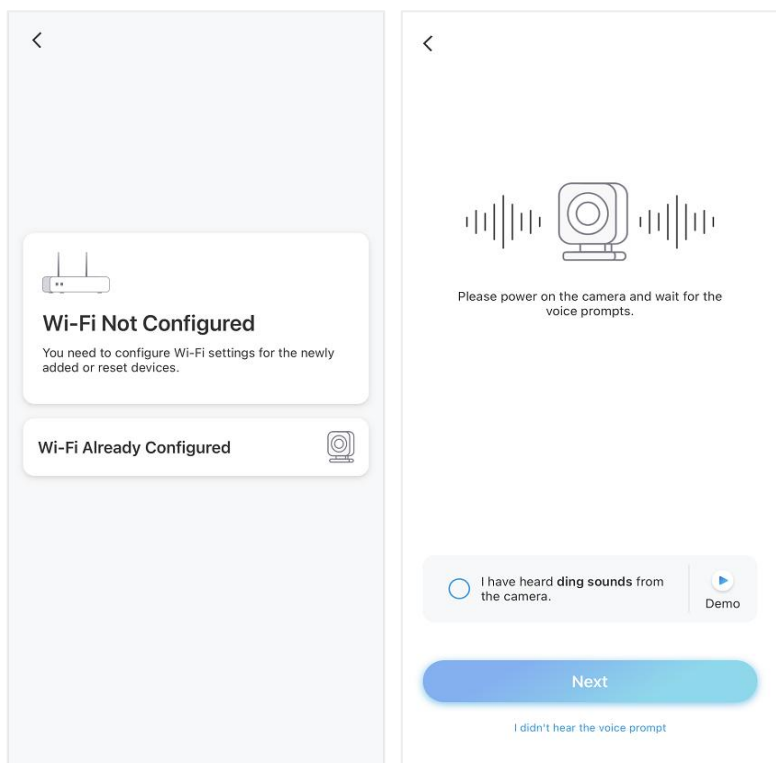 Wi-Fi Not Configured
You need to configure Wi-Fi settings for the newly
added or reset devices.
Wi-Fi Already Configured
Please power on the camera and wait for the
voice prompts.
I have heard ding sounds from
the camera.
Demo
Next
I didn't hear the voice prompt